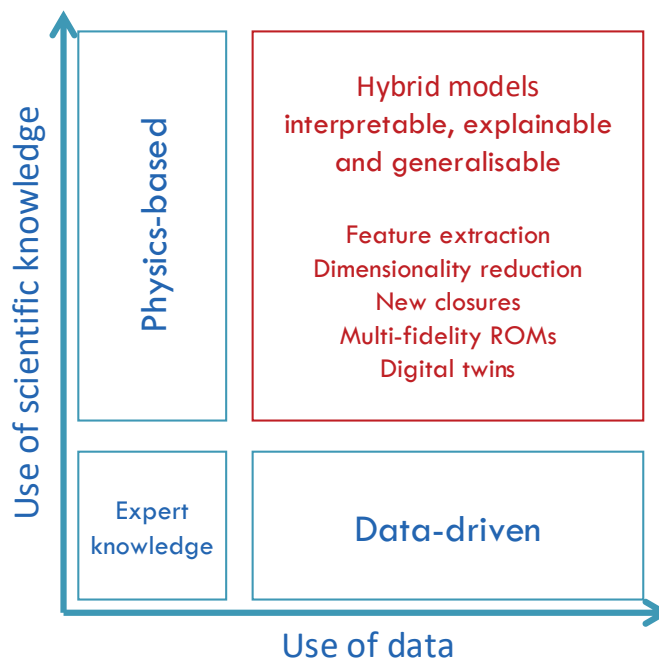 Use of scientific knowledge
Physics-based
Hybrid models
interpretable, explainable
and generalisable
Feature extraction
Dimensionality reduction
New closures
Multi-fidelity ROMs
Digital twins
Expert
knowledge
Data-driven
Use of data